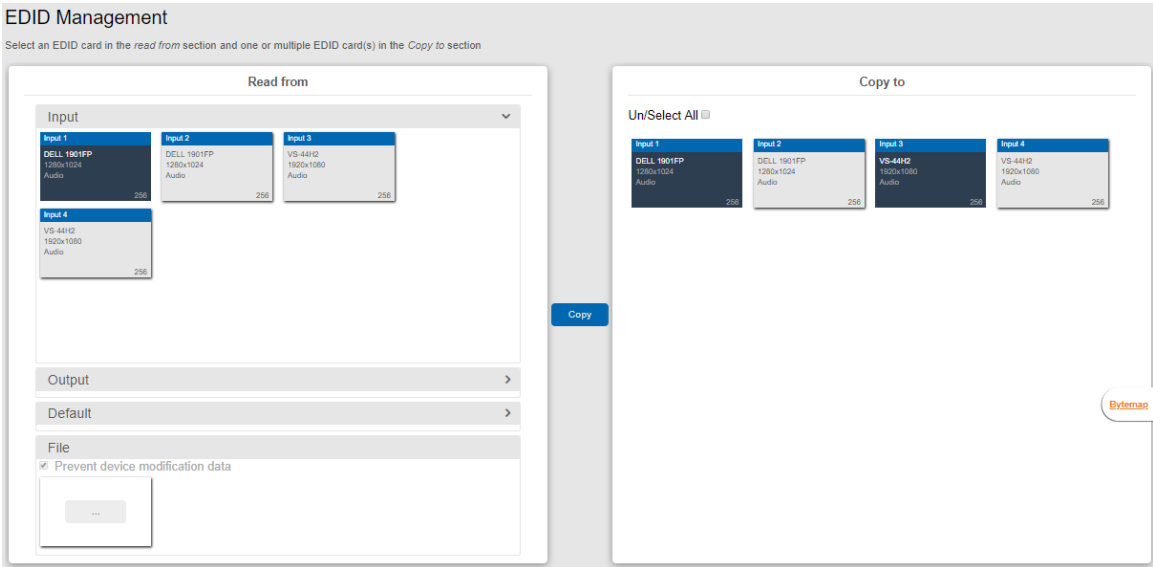 EDID Management
Select an EDID card in the read from section and one or multiple EDID card(s) in the Copy to section
Read from
Input
Input 1
DELL 1901FP
1280x1024
Audio
256
Input 2
DELL 1901FP
1280x1024
Audio
256
Input 3
VS-44H2
1920x1080
Audio
256
Input 4
VS-44H2
1920x1080
Audio
256
Output
Default
File
Prevent device modification data
...
Copy
Copy to
Un/Select All
Input 1
DELL 1901FP
1280x1024
Audio
256
Input 2
DELL 1901FP
1280x1024
Audio
256
Input 3
VS-44H2
1920x1080
Audio
256
Input 4
VS-44H2
1920x1080
Audio
256
Bytemap